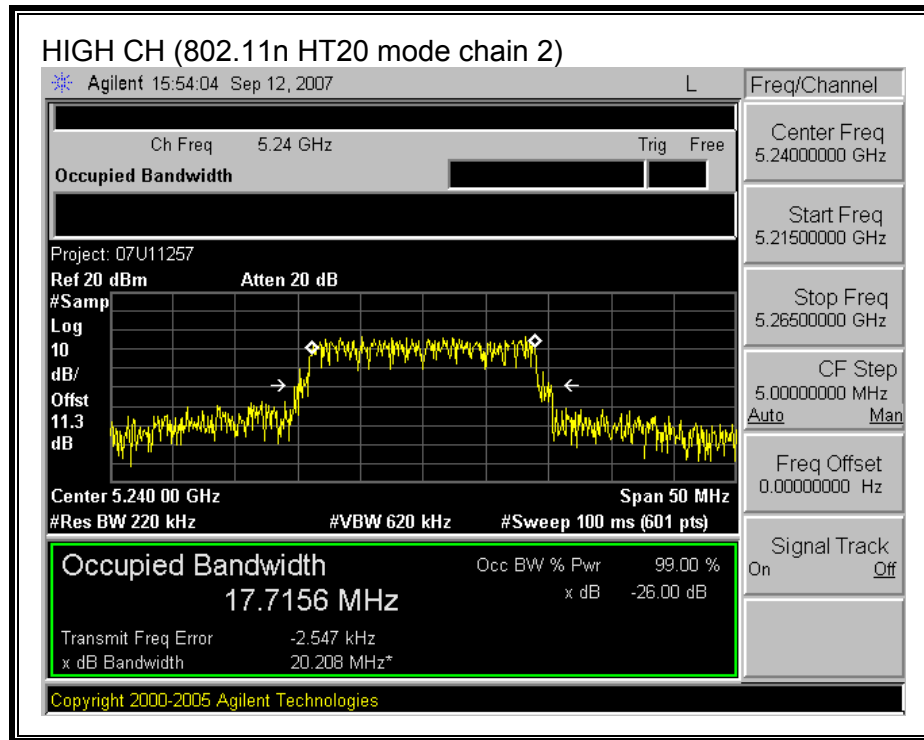 HIGH CH (802.11n HT20 mode chain 2)
Agilent 15:54:04 Sep 12, 2007 L
Freq/Channel
Ch Freq 5.24 GHz Trig Free
Occupied Bandwidth
Center Freq
5.24000000 GHz
Start Freq
5.21500000 GHz
Stop Freq
5.26500000 GHz
CF Step
5.00000000 MHz
Auto Man
Freq Offset
0.00000000 Hz
Signal Track
On Off
Project: 07U11257
Ref 20 dBm Atten 20 dB
#Samp
Log
10
dB/
Offst
11.3
dB
Center 5.240 00 GHz Span 50 MHz
#Res BW 220 kHz #VBW 620 kHz #Sweep 100 ms (601 pts)
Occupied Bandwidth Occ BW % Pwr 99.00 %
17.7156 MHz x dB -26.00 dB
Transmit Freq Error -2.547 kHz
x dB Bandwidth 20.208 MHz*
Copyright 2000-2005 Agilent Technologies